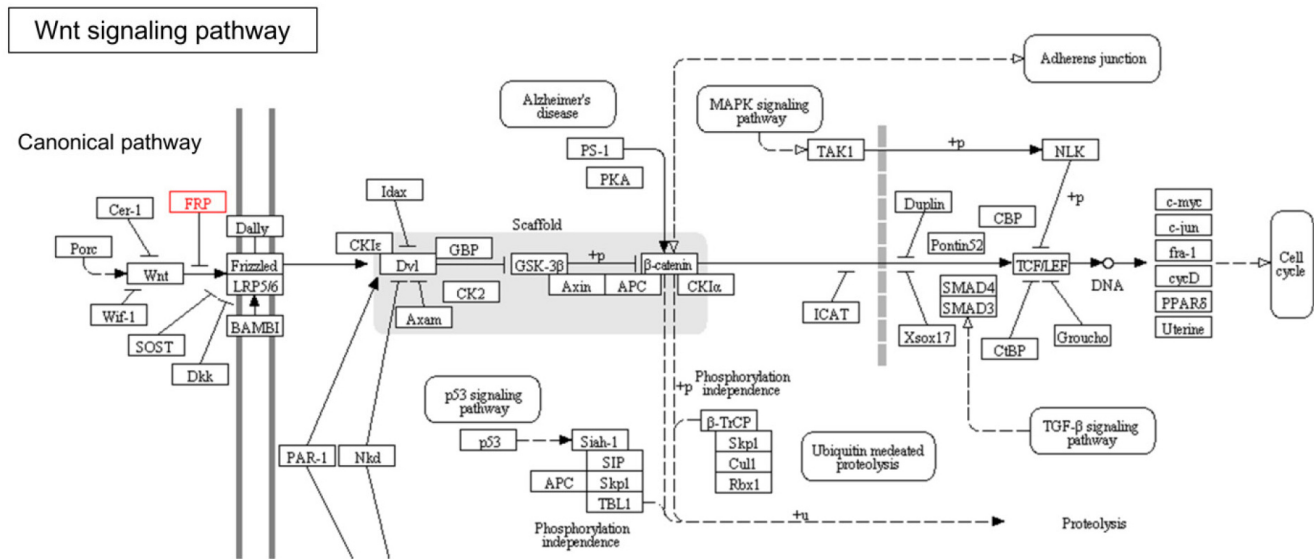 Wnt signaling pathway
Canonical pathway
Adherens junction
Alzheimer's
disease
MAPK signaling
pathway
PS-1
PKA
TAK1
+p
NLK
+p
Cer-1
FRP
Porc
Wnt
Wif-1
SOST
Dkk
Dally
Frizzled
LRP5/6
BAMBI
Idax
Scaffold
CKIε
Dvl
GBP
CK2
Axam
GSK-3β
+p
β-catenin
Axin
APC
CKIα
ICAT
Duplin
Pontin52
CBP
TCF/LEF
DNA
SMAD4
SMAD3
Xsox17
CtBP
Groucho
c-myc
c-jun
fra-1
cycD
PPARδ
Uterine
Cell
cycle
PAR-1
Nkd
p53 signaling
pathway
p53
Siah-1
SIP
APC
Skp1
TBL1
Phosphorylation
independence
+p
Phosphorylation
independence
β-TrCP
Skp1
Cul1
Rbx1
Ubiquitin medeated
proteolysis
TGF-β signaling
pathway
+u
Proteolysis